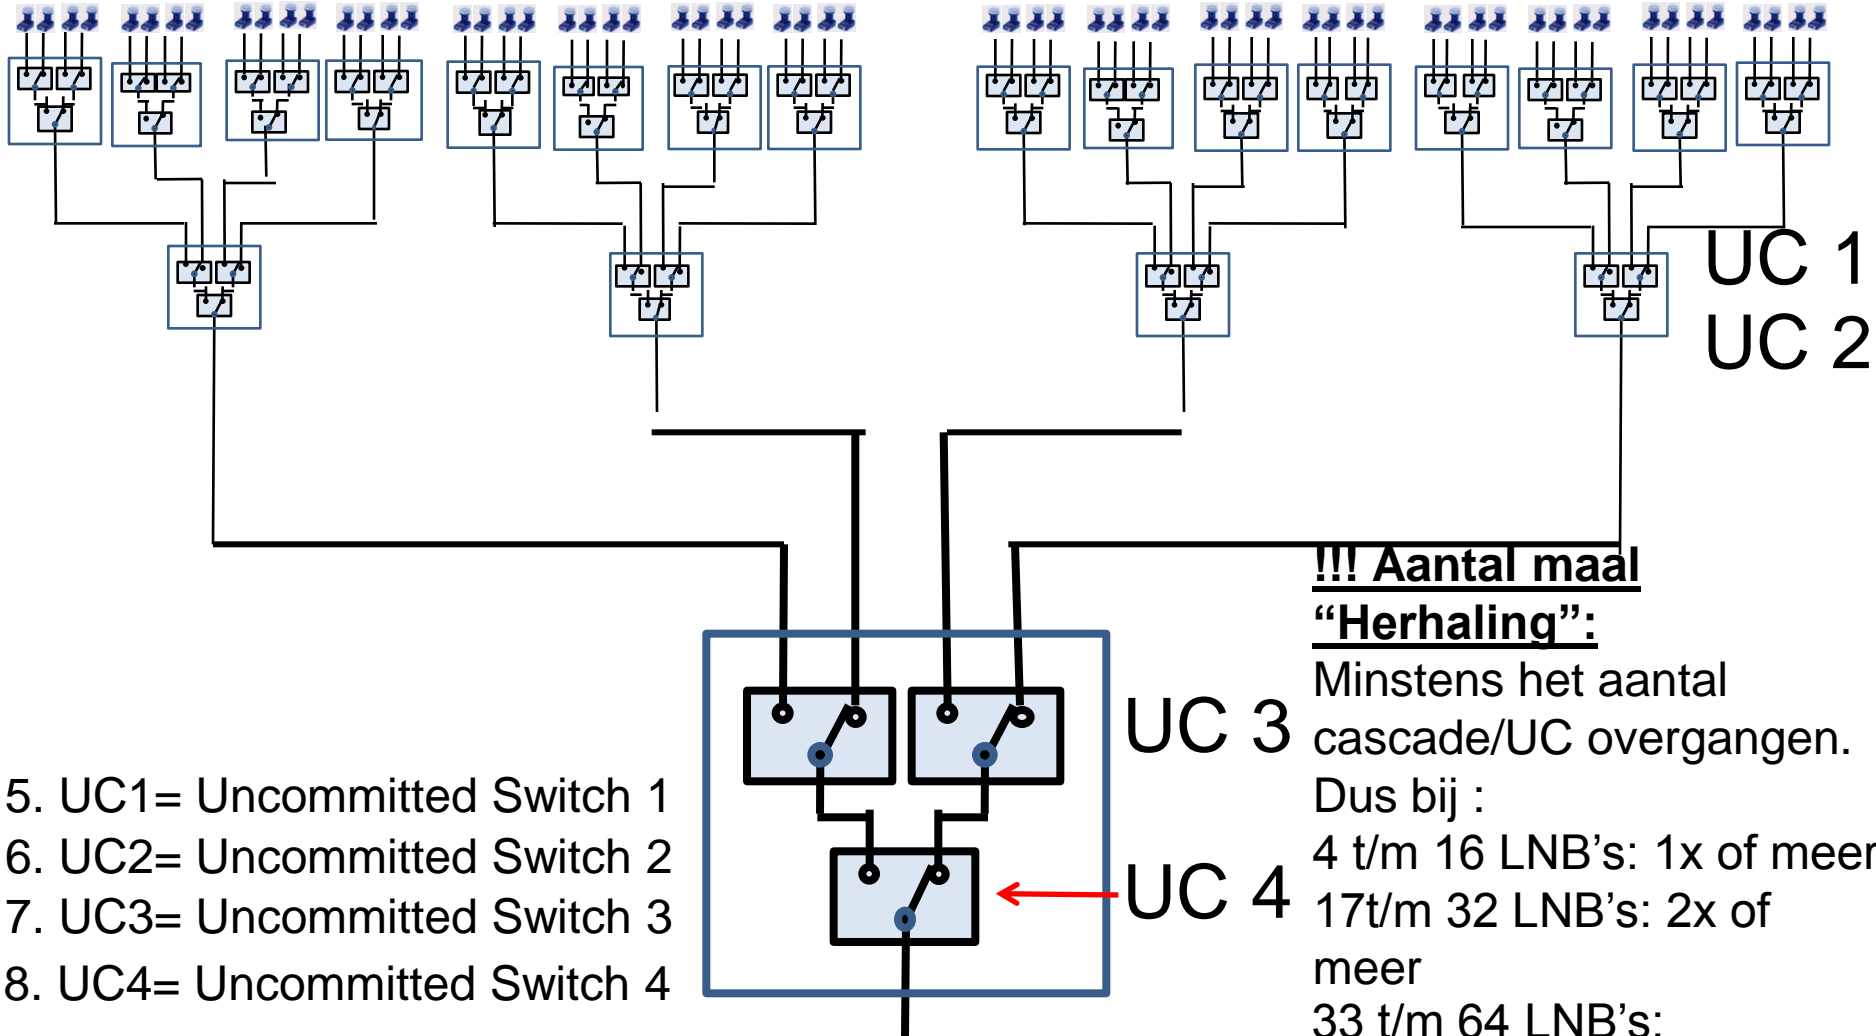 UC 1
UC 2
!!! Aantal maal
“Herhaling”:
Minstens het aantal
cascade/UC overgangen.
Dus bij :
4 t/m 16 LNB’s: 1x of meer
17t/m 32 LNB’s: 2x of
meer
33 t/m 64 LNB’s:
UC 3
UC 4
5. UC1= Uncommitted Switch 1
6. UC2= Uncommitted Switch 2
7. UC3= Uncommitted Switch 3
8. UC4= Uncommitted Switch 4